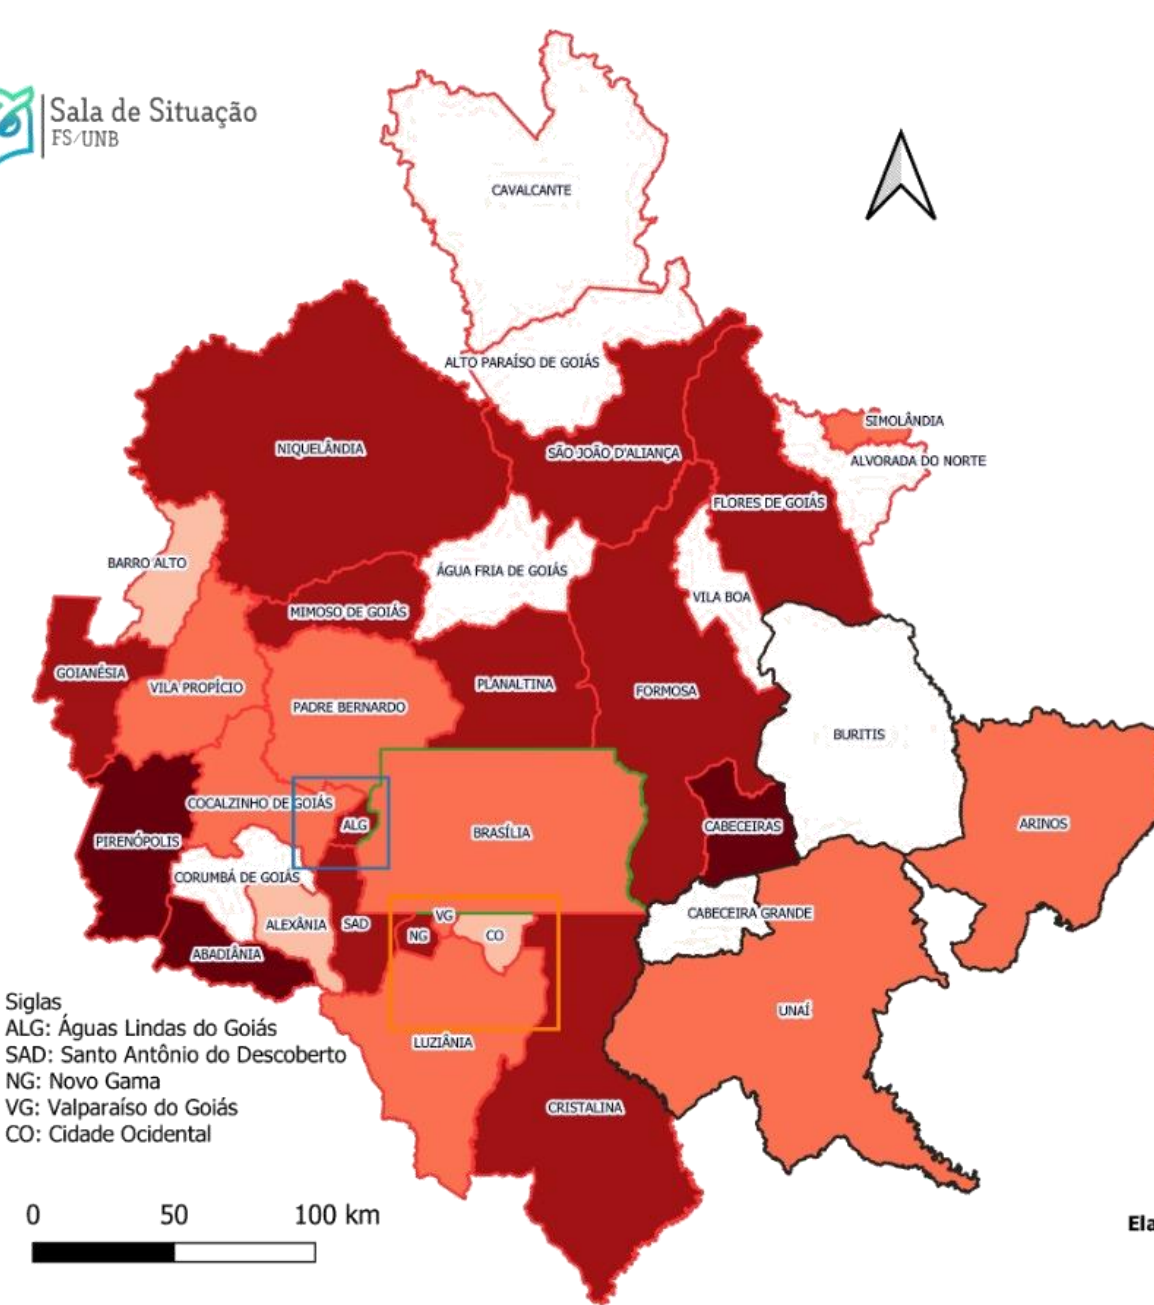 Sala de Situação
FS/UNB
CAVALCANTE
ALTO PARAÍSO DE GOIÁS
SIMOLÂNDIA
NIQUELÂNDIA
SÃO JOÃO D'ALIANÇA
ALVORADA DO NORTE
FLORES DE GOIÁS
BARRO ALTO
ÁGUA FRIA DE GOIÁS
VILA BOA
MIMOSO DE GOIÁS
GOIANÉSIA
VILA PROPÍCIO
PLANALTINA
FORMOSA
PADRE BERNARDO
BURITIS
COCALZINHO DE GOIÁS
ALG
BRASÍLIA
CABECEIRAS
ARINOS
PIRENÓPOLIS
CORUMBÁ DE GOIÁS
ALEXÂNIA
SAD
VG
CABECEIRA GRANDE
NG
CO
ABADIÂNIA
UNAÍ
LUZIÂNIA
CRISTALINA
Siglas
ALG: Águas Lindas do Goiás
SAD: Santo Antônio do Descoberto
NG: Novo Gama
VG: Valparaíso do Goiás
CO: Cidade Ocidental
0 50 100 km
Ela